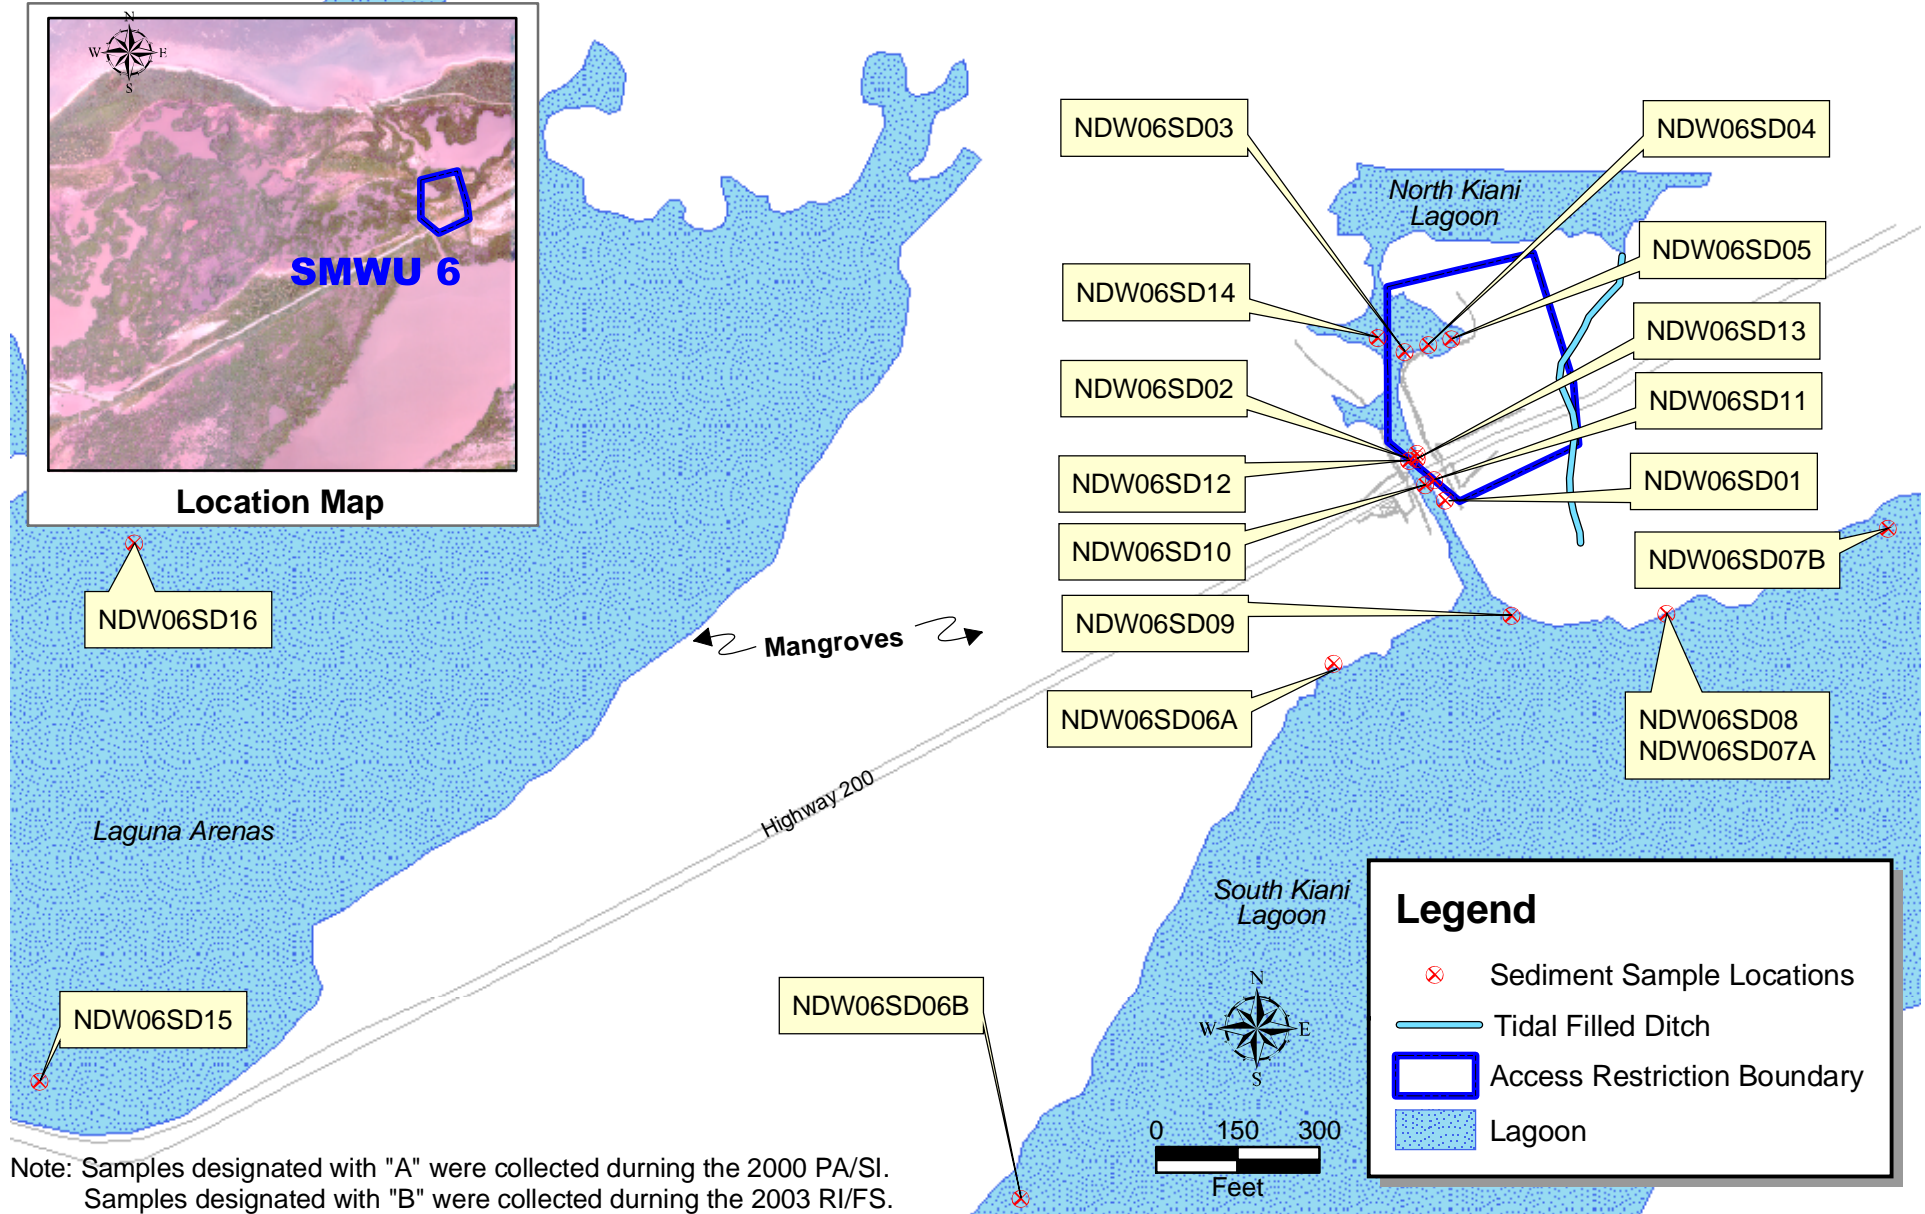 N
W E
S
SMWU 6
Location Map
NDW06SD03
NDW06SD04
North Kiani
Lagoon
NDW06SD05
NDW06SD14
NDW06SD13
NDW06SD02
NDW06SD11
NDW06SD12
NDW06SD01
NDW06SD10
NDW06SD07B
NDW06SD16
NDW06SD09
Mangroves
NDW06SD06A
NDW06SD08
NDW06SD07A
Highway 200
Laguna Arenas
South Kiani
Lagoon
NDW06SD06B
NDW06SD15
N
W E
S
0 150 300
Feet
Legend
Sediment Sample Locations
Tidal Filled Ditch
Access Restriction Boundary
Lagoon
Note: Samples designated with "A" were collected durning the 2000 PA/SI.
Samples designated with "B" were collected durning the 2003 RI/FS.